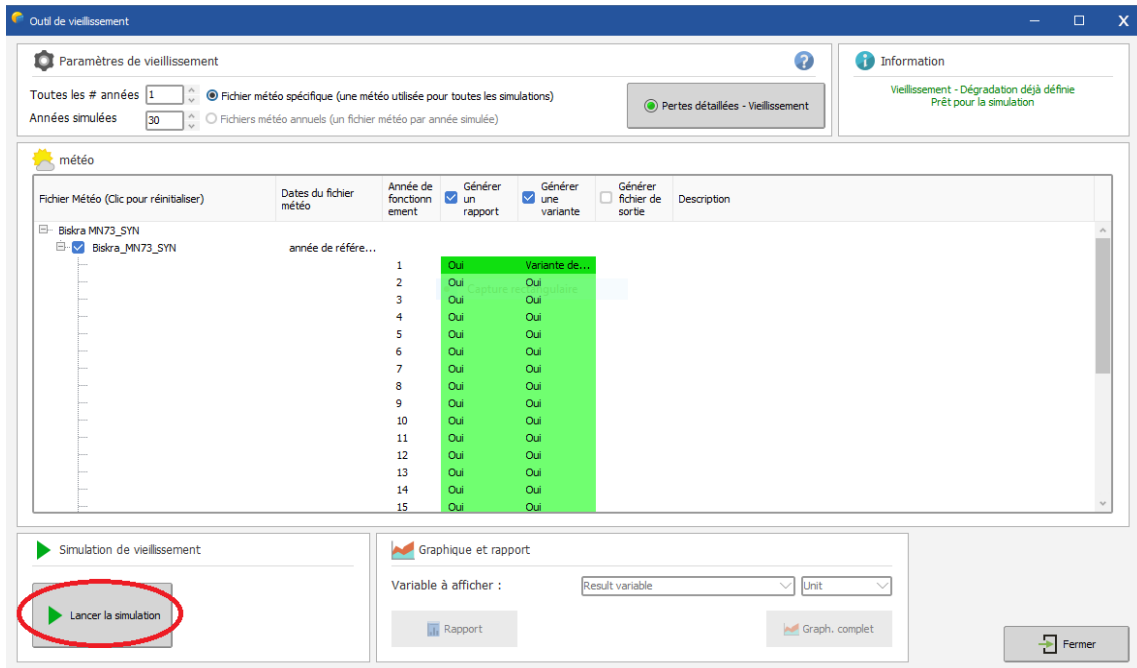 Outil de vieillissement
Paramètres de vieillissement
Toutes les # années 1 Fichier météo spécifique (une météo utilisée pour toutes les simulations)
Années simulées 30 Fichiers météo annuels (un fichier météo par année simulée)
Pertes détaillées - Vieillissement
Information
Vieillissement - Dégradation déjà définie
Prêt pour la simulation
météo
Fichier Météo (Clic pour réinitialiser)
Dates du fichier
météo
Année de
fonctionn
ement
Générer
un
rapport
Générer
une
variante
Générer
fichier de
sortie
Description
Biskra MN73_SYN
Biskra_MN73_SYN année de référe...
1 Oui Variante de...
2 Oui Oui
Capture rectangulaire
3 Oui Oui
4 Oui Oui
5 Oui Oui
6 Oui Oui
7 Oui Oui
8 Oui Oui
9 Oui Oui
10 Oui Oui
11 Oui Oui
12 Oui Oui
13 Oui Oui
14 Oui Oui
15 Oui Oui
Simulation de vieillissement
Lancer la simulation
Graphique et rapport
Variable à afficher : Result variable Unit
Rapport Graph. complet
Fermer